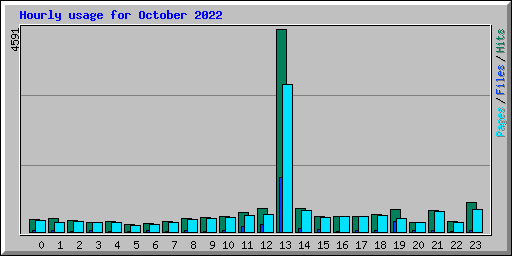 Hourly usage for October 2022
4591
Pages / Files / Hits
0 1 2 3 4 5 6 7 8 9 10 11 12 13 14 15 16 17 18 19 20 21 22 23